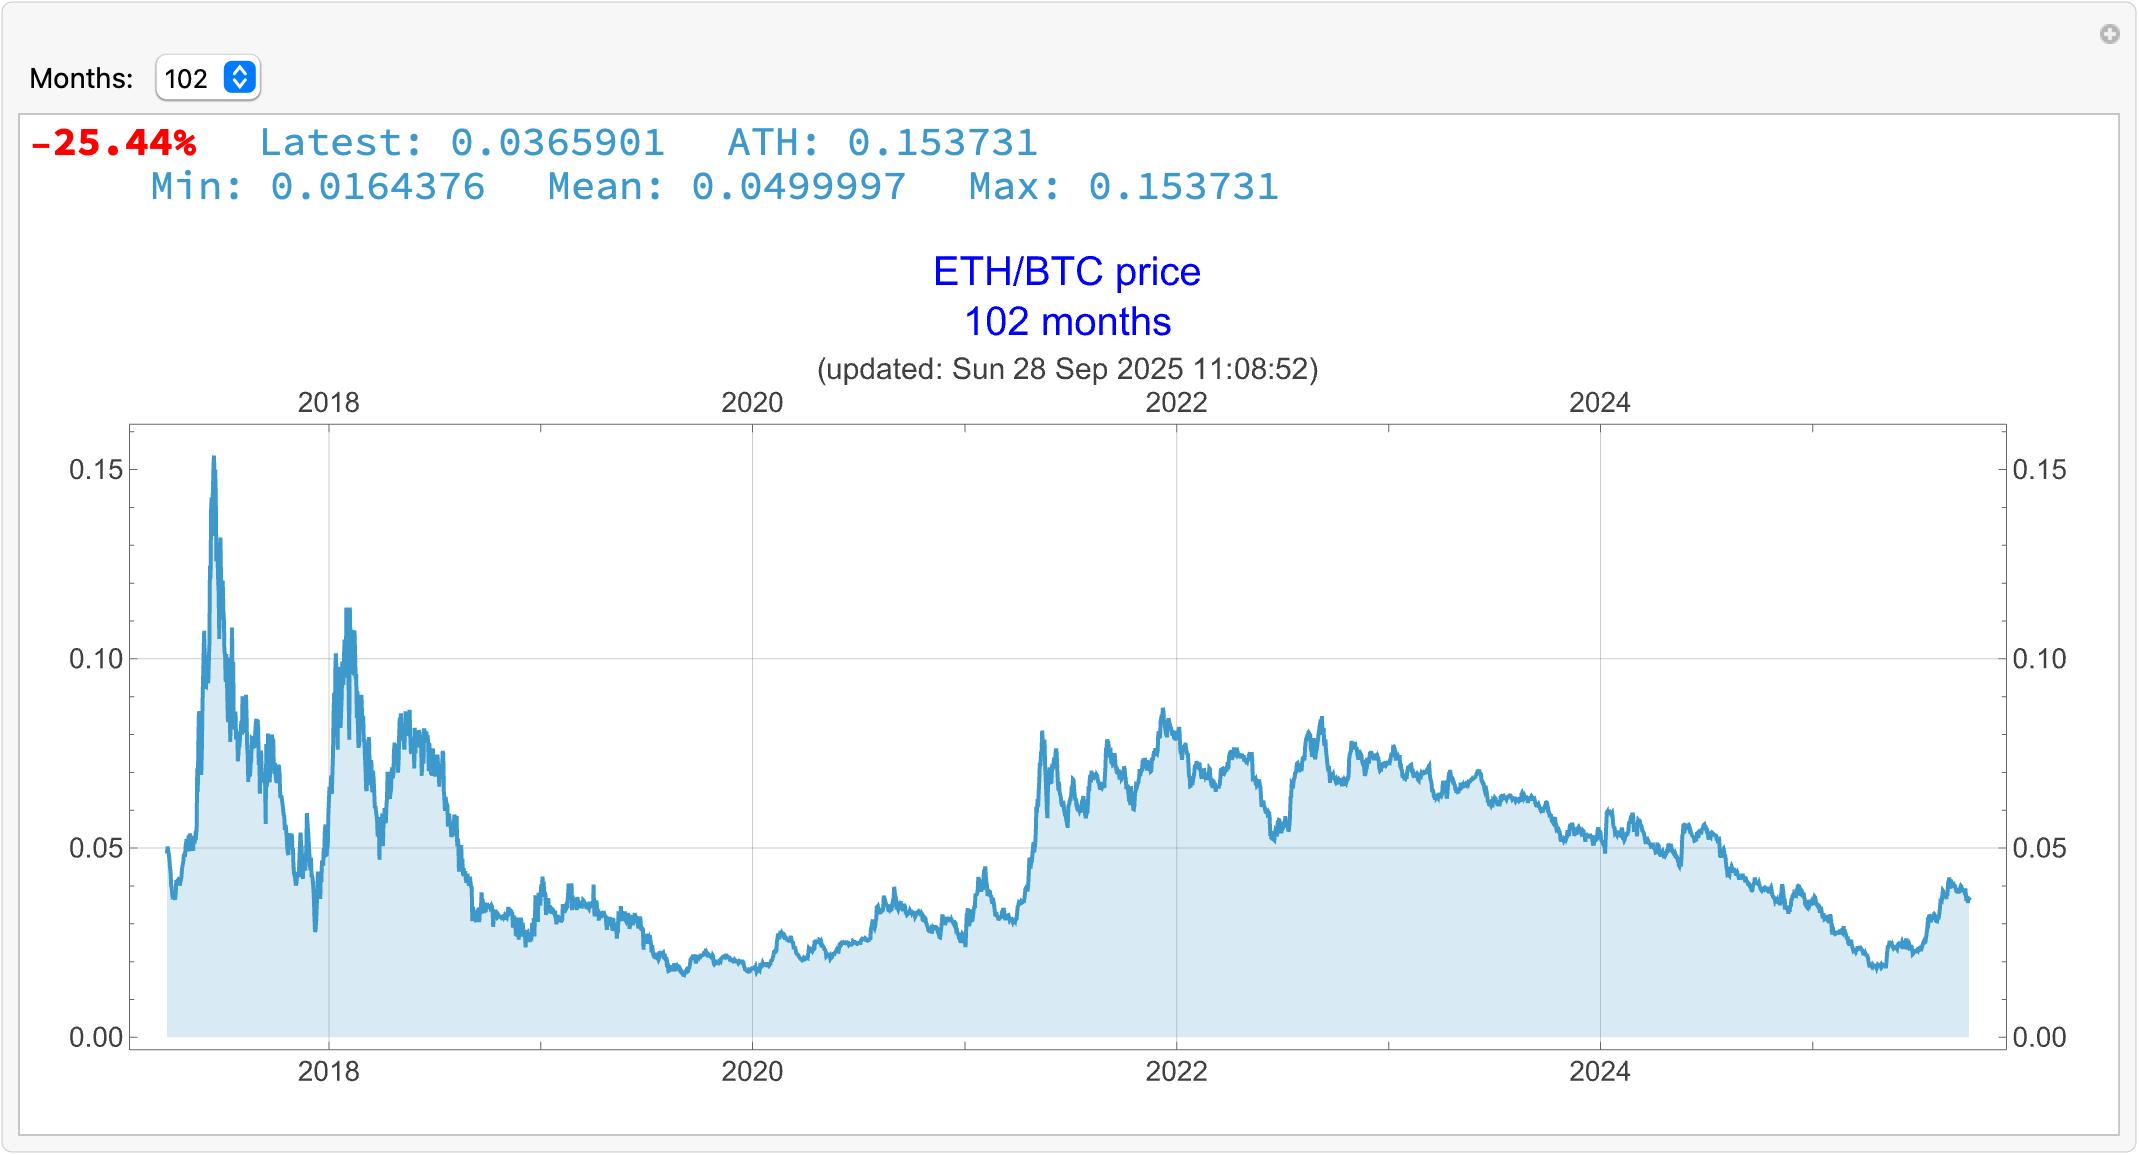 Months: 102
-25.44% Latest: 0.0365901 ATH: 0.153731
Min: 0.0164376 Mean: 0.0499997 Max: 0.153731
ETH/BTC price
102 months
(updated: Sun 28 Sep 2025 11:08:52)
2018 2020 2022 2024
0.15 0.15
0.10 0.10
0.05 0.05
0.00 0.00
2018 2020 2022 2024